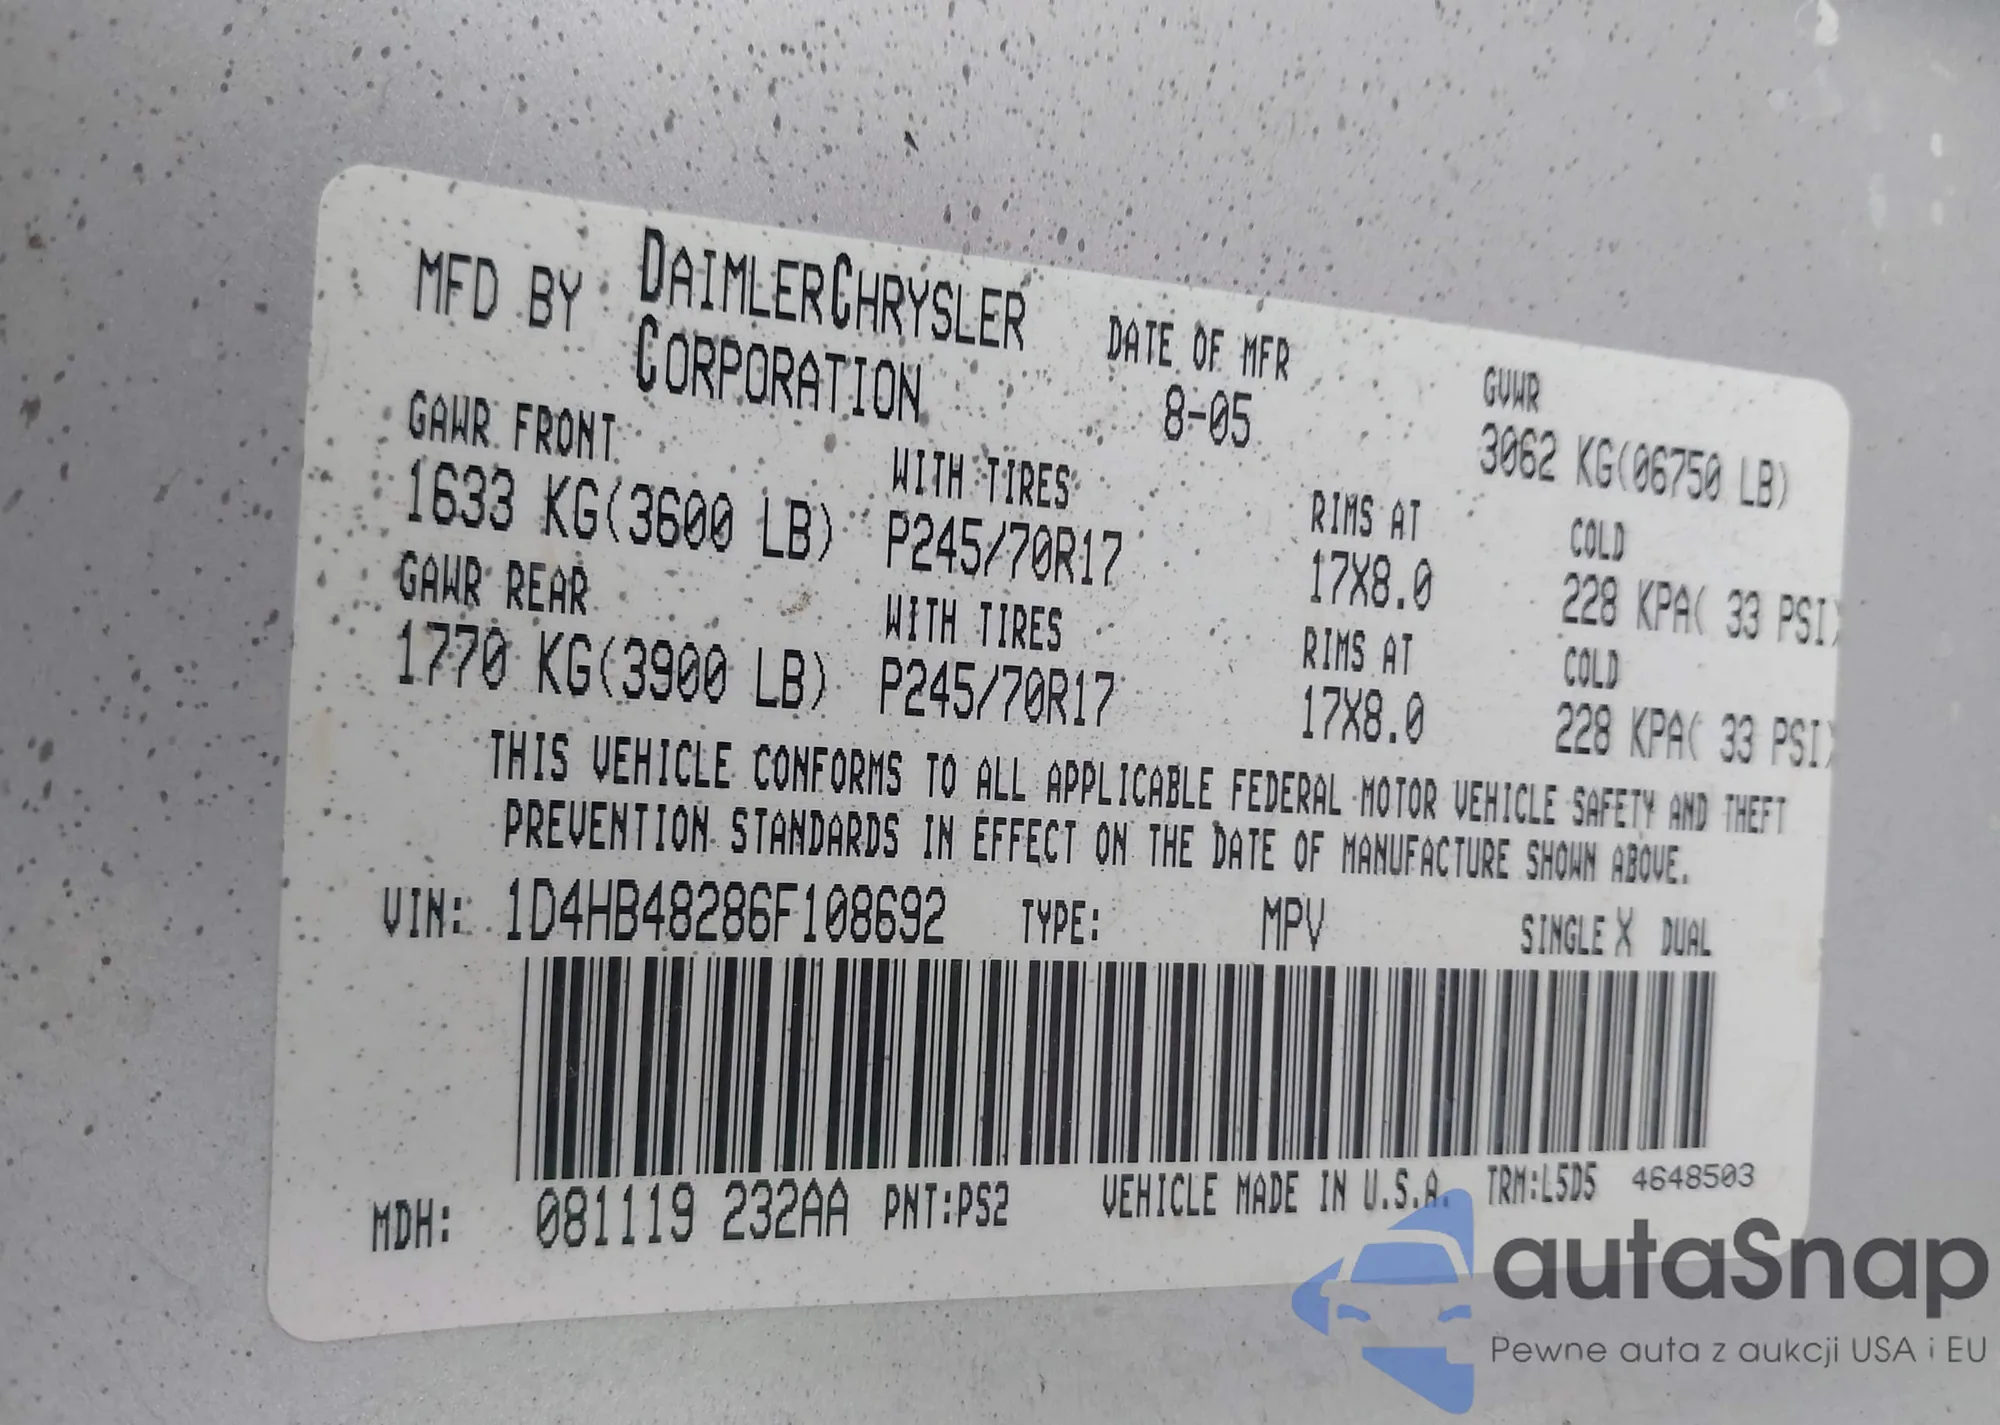 MFD BY DAIMLERCHRYSLER CORPORATION
DATE OF MFR
8-05
GVWR
3062 KG(06750 LB)
GAWR FRONT
1633 KG(3600 LB)
WITH TIRES
P245/70R17
RIMS AT
17X8.0
COLD
228 KPA( 33 PSI)
GAWR REAR
1770 KG(3900 LB)
WITH TIRES
P245/70R17
RIMS AT
17X8.0
COLD
228 KPA( 33 PSI)
THIS VEHICLE CONFORMS TO ALL APPLICABLE FEDERAL MOTOR VEHICLE SAFETY AND THEFT
PREVENTION STANDARDS IN EFFECT ON THE DATE OF MANUFACTURE SHOWN ABOVE.
VIN: 1D4HB48286F108692 TYPE: MPV SINGLE X DUAL
MDH: 081119 232AA PNT:PS2 VEHICLE MADE IN U.S.A. TRM:L5D5 4648503
autaSnap
Pewne auta z aukcji USA i EU